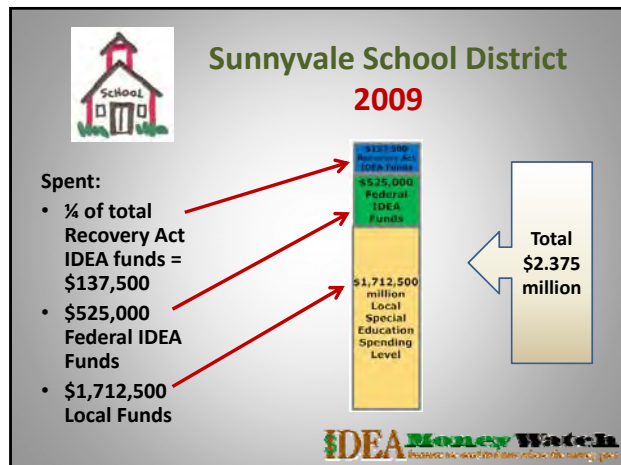 SCHOOL
Sunnyvale School District
2009
Spent:
• ¼ of total
Recovery Act
IDEA funds =
$137,500
• $525,000
Federal IDEA
Funds
• $1,712,500
Local Funds
$137,500
Recovery Act
IDEA Funds
$525,000
Federal
IDEA
Funds
$1,712,500
million
Local
Special
Education
Spending
Level
Total
$2.375
million
IDEA Money Watch